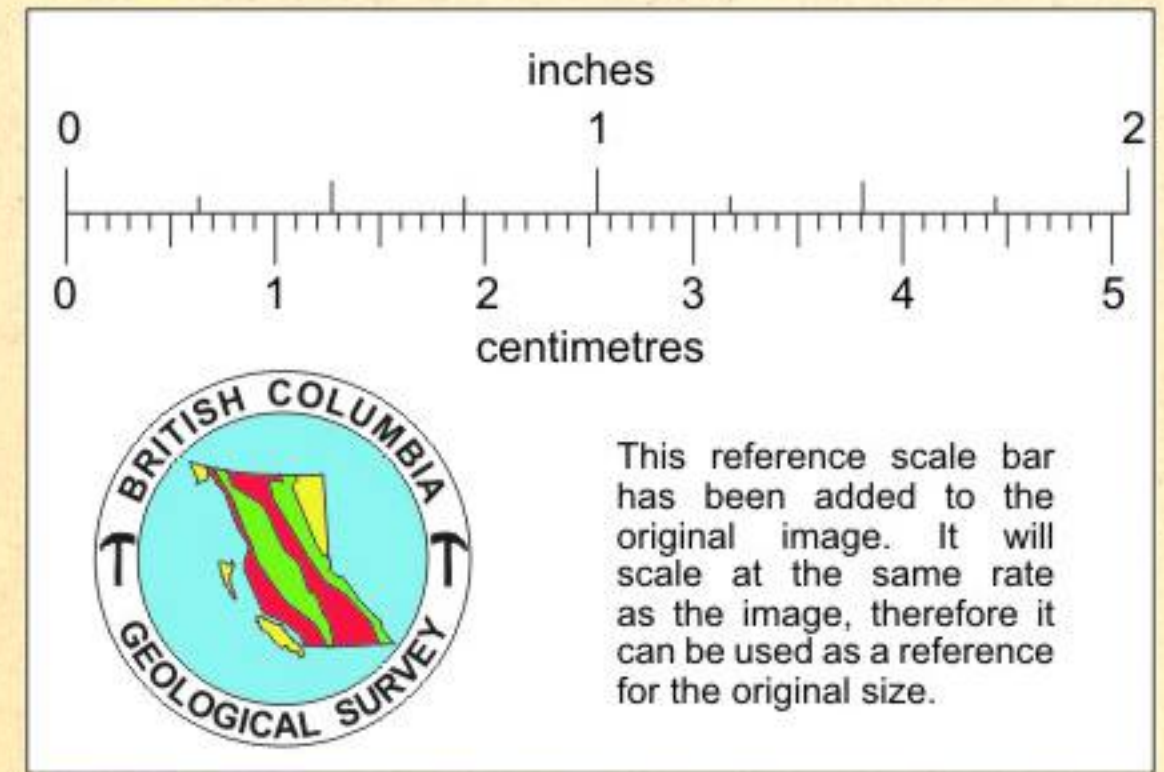 inches
0 1 2
0 1 2 3 4 5
centimetres
BRITISH COLUMBIA
GEOLOGICAL SURVEY
This reference scale bar
has been added to the
original image. It will
scale at the same rate
as the image, therefore it
can be used as a reference
for the original size.